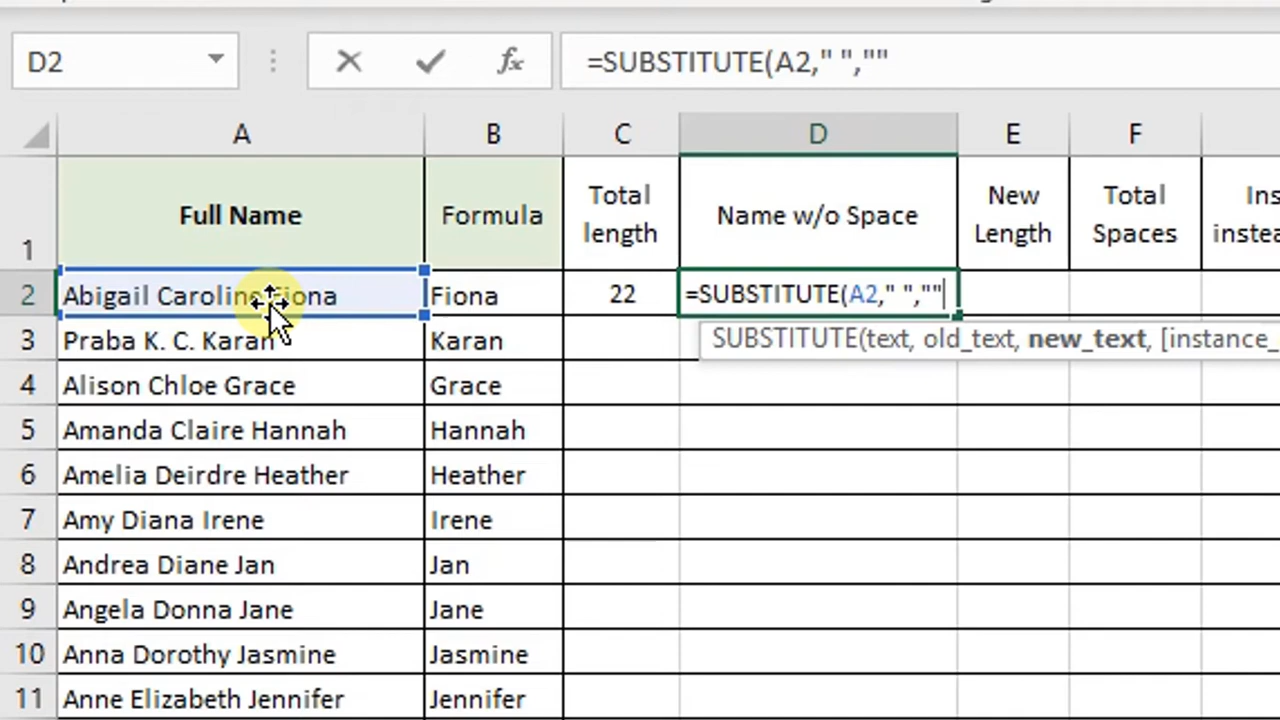 D2 fx =SUBSTITUTE(A2," ",""
A B C D E F
1 Full Name Formula Total length Name w/o Space New Length Total Spaces
2 Abigail Caroline Fiona Fiona 22 =SUBSTITUTE(A2," ",""
SUBSTITUTE(text, old_text, new_text, [instance_
3 Praba K. C. Karan Karan
4 Alison Chloe Grace Grace
5 Amanda Claire Hannah Hannah
6 Amelia Deirdre Heather Heather
7 Amy Diana Irene Irene
8 Andrea Diane Jan Jan
9 Angela Donna Jane Jane
10 Anna Dorothy Jasmine Jasmine
11 Anne Elizabeth Jennifer Jennifer